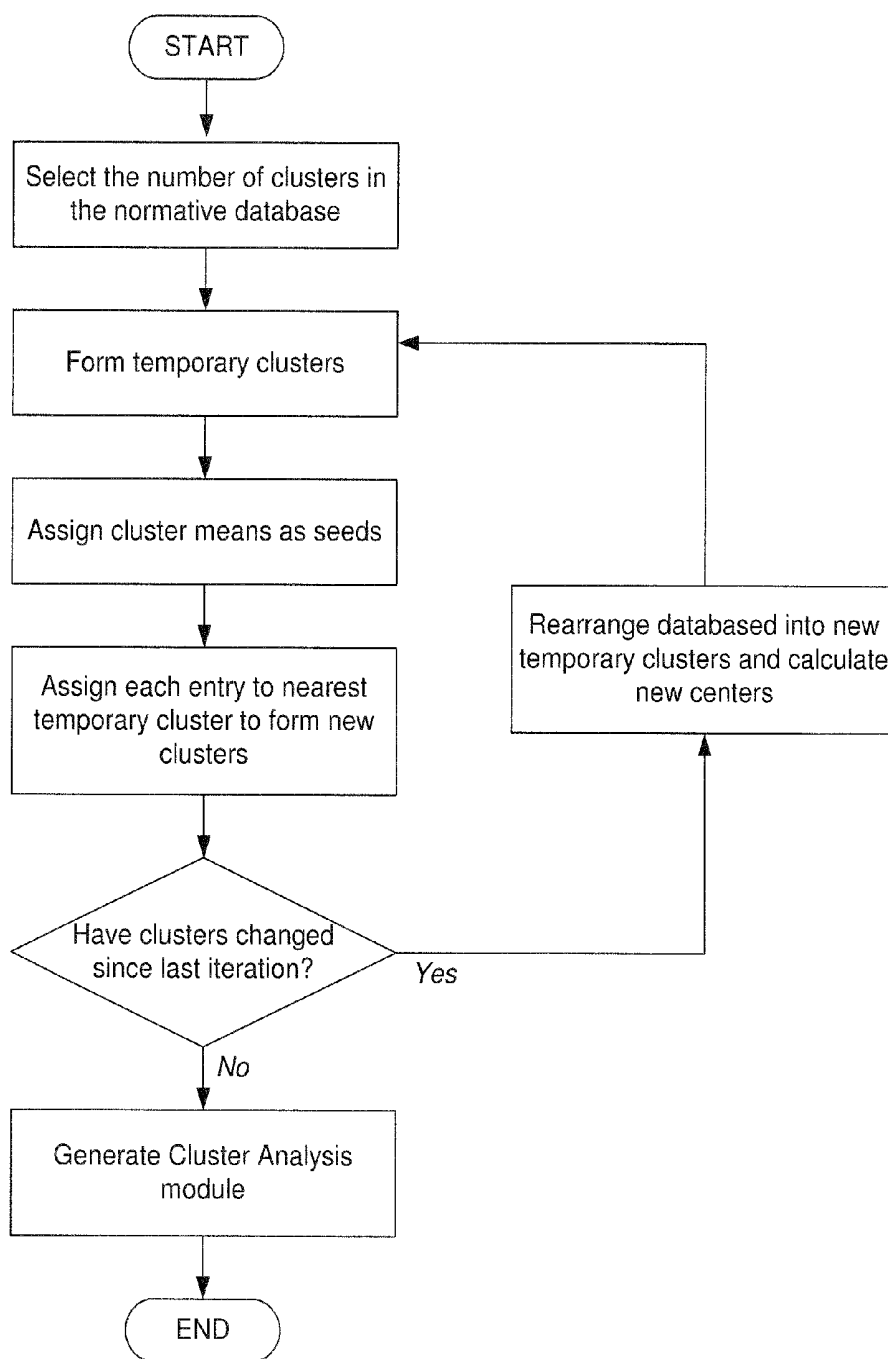 START
Select the number of clusters in
the normative database
Form temporary clusters
Assign cluster means as seeds
Rearrange databased into new
temporary clusters and calculate
new centers
Assign each entry to nearest
temporary cluster to form new
clusters
Have clusters changed
since last iteration?
Yes
No
Generate Cluster Analysis
module
END